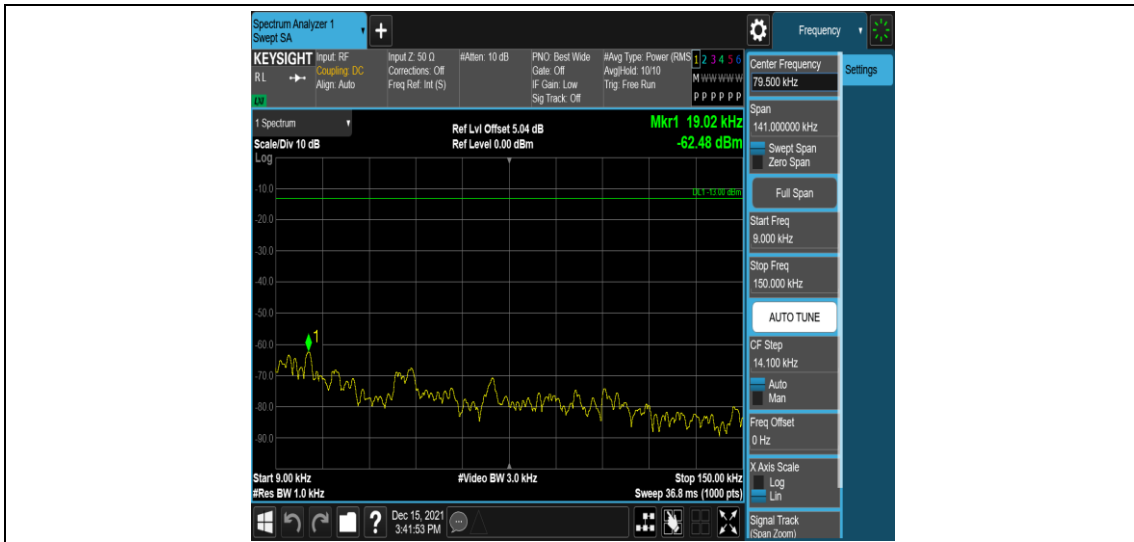 Spectrum Analyzer 1
Swept SA
+
Frequency
KEYSIGHT
RL
LXI
Input: RF
Coupling: DC
Align: Auto
Input Z: 50 Ω
Corrections: Off
Freq Ref: Int (S)
#Atten: 10 dB
PNO: Best Wide
Gate: Off
IF Gain: Low
Sig Track: Off
#Avg Type: Power (RMS
Avg|Hold: 10/10
Trig: Free Run
1 2 3 4 5 6
M W W W W W
P P P P P P
1 Spectrum
Scale/Div 10 dB
Log
Ref Lvl Offset 5.04 dB
Ref Level 0.00 dBm
Mkr1 19.02 kHz
-62.48 dBm
DL1 -13.00 dBm
-10.0
-20.0
-30.0
-40.0
-50.0
-60.0
-70.0
-80.0
-90.0
1
Start 9.00 kHz
#Res BW 1.0 kHz
#Video BW 3.0 kHz
Stop 150.00 kHz
Sweep 36.8 ms (1000 pts)
Center Frequency
79.500 kHz
Settings
Span
141.000000 kHz
Swept Span
Zero Span
Full Span
Start Freq
9.000 kHz
Stop Freq
150.000 kHz
AUTO TUNE
CF Step
14.100 kHz
Auto
Man
Freq Offset
0 Hz
X Axis Scale
Log
Lin
Signal Track
(Span Zoom)
?
Dec 15, 2021
3:41:53 PM